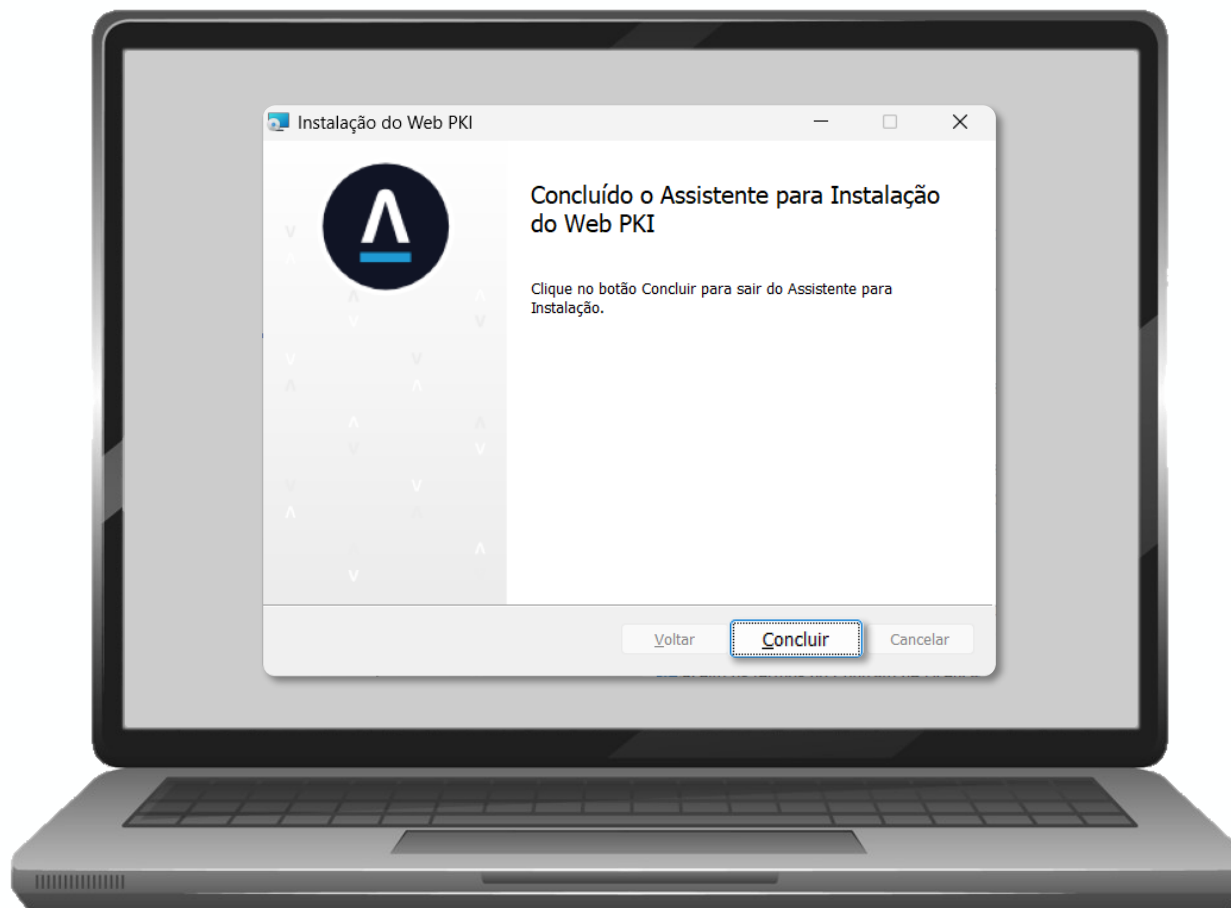 Instalação do Web PKI
Concluído o Assistente para Instalação
do Web PKI
Clique no botão Concluir para sair do Assistente para
Instalação.
Voltar
Concluir
Cancelar